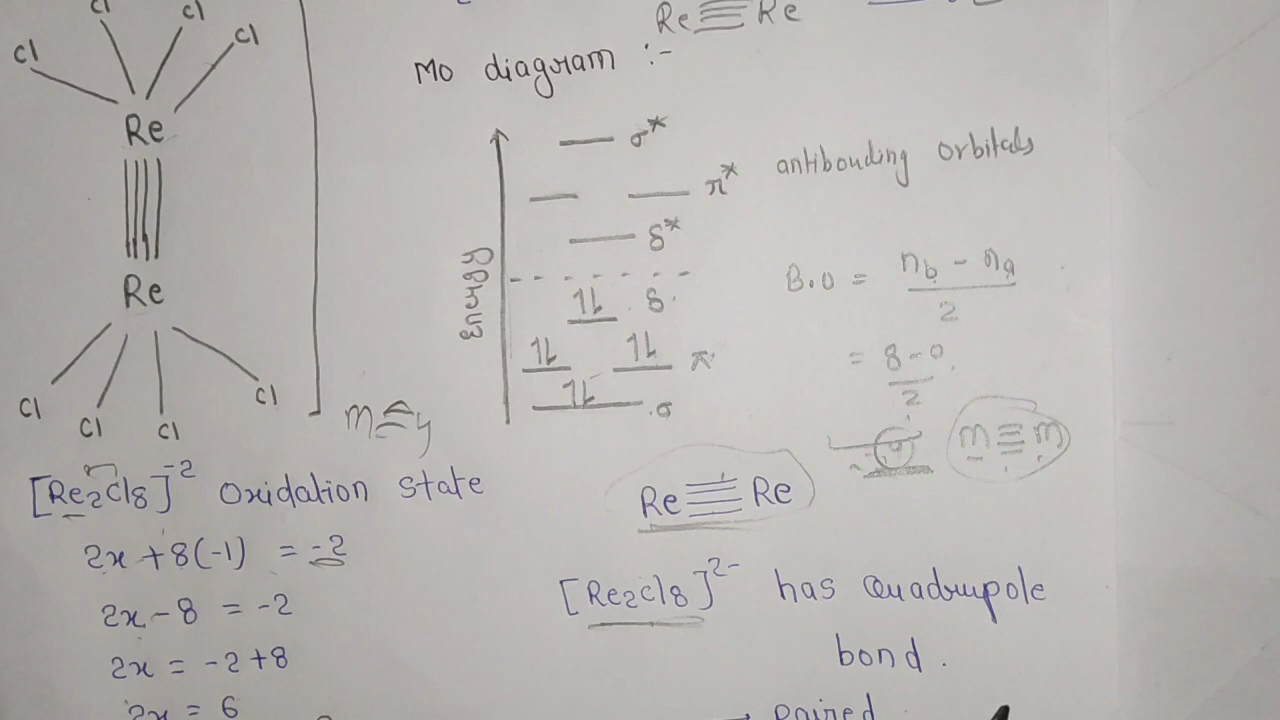 Cl Cl
Cl Cl
Re
Re
Cl Cl Cl Cl
[Re2Cl8]-2 Oxidation state
2x + 8(-1) = -2
2x - 8 = -2
2x = -2+8
2x = 6
Re≣Re
MO diagram :-
Energy
σ*
π* antibonding orbitals
δ*
1L δ
1L 1L π
1L σ
B.O = nb - na
2
= 8-0
2
4
m≡m
Re≣Re
[Re2Cl8]2- has Quadrupole
bond.
→ paired